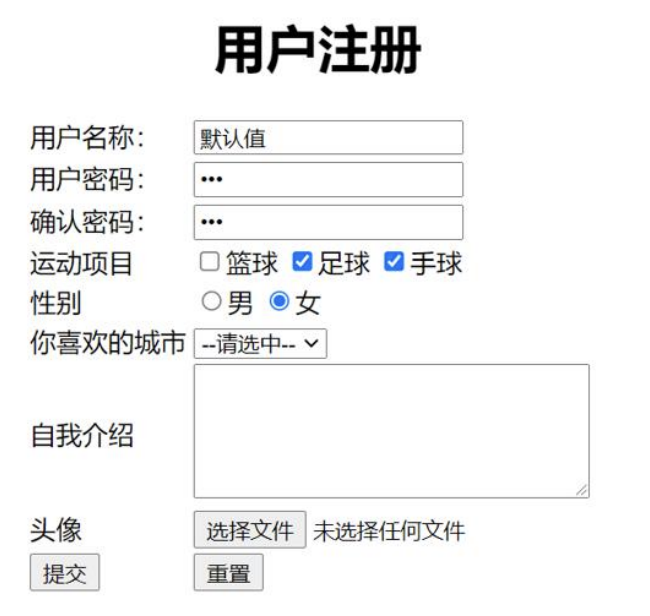 用户注册
用户名称： 默认值
用户密码： •••
确认密码： •••
运动项目 篮球 足球 手球
性别 男 女
你喜欢的城市 --请选中--
自我介绍
头像 选择文件 未选择任何文件
提交 重置